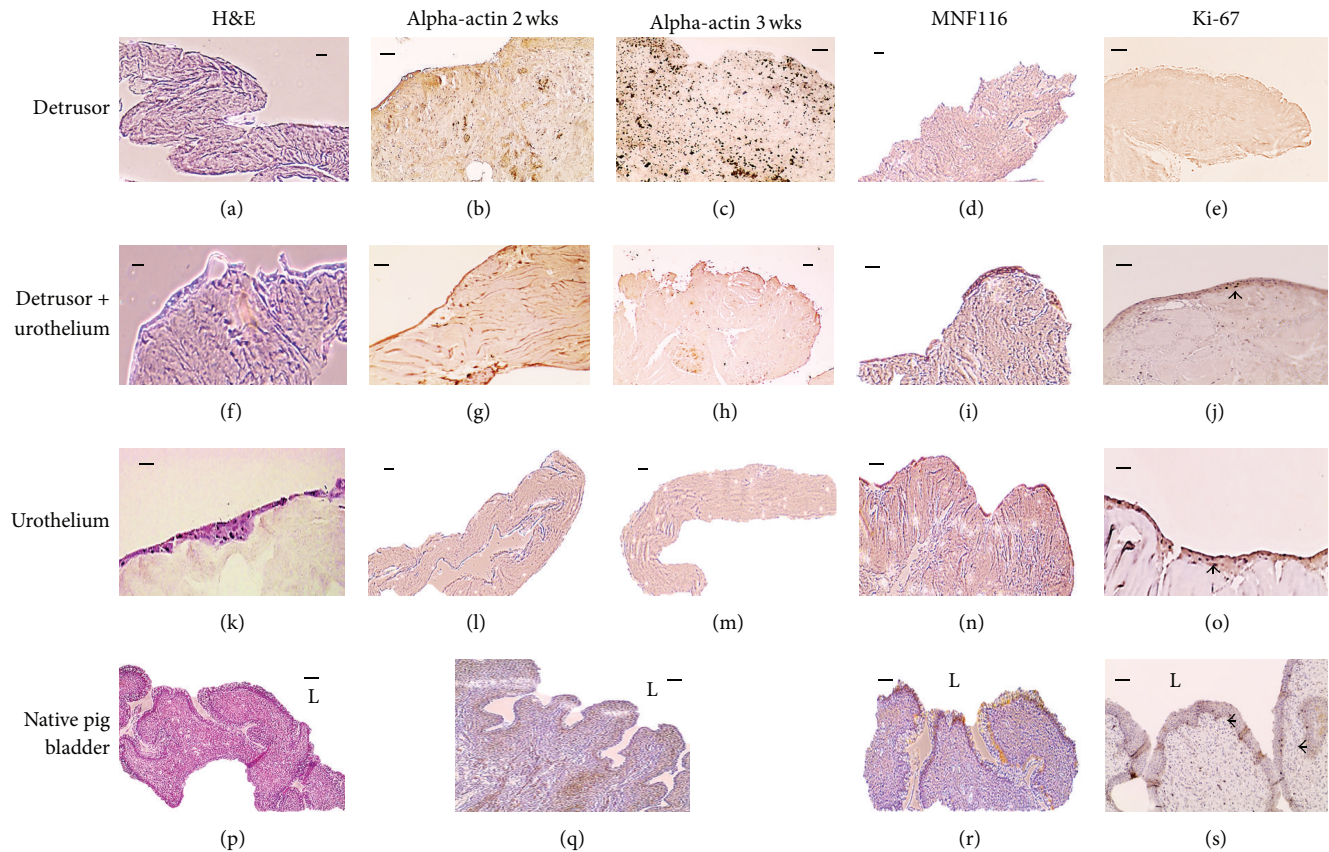 H&E Alpha-actin 2 wks Alpha-actin 3 wks MNF116 Ki-67
Detrusor
(a) (b) (c) (d) (e)
Detrusor +
urothelium
(f) (g) (h) (i) (j)
Urothelium
(k) (l) (m) (n) (o)
L L L L
Native pig
bladder
(p) (q) (r) (s)